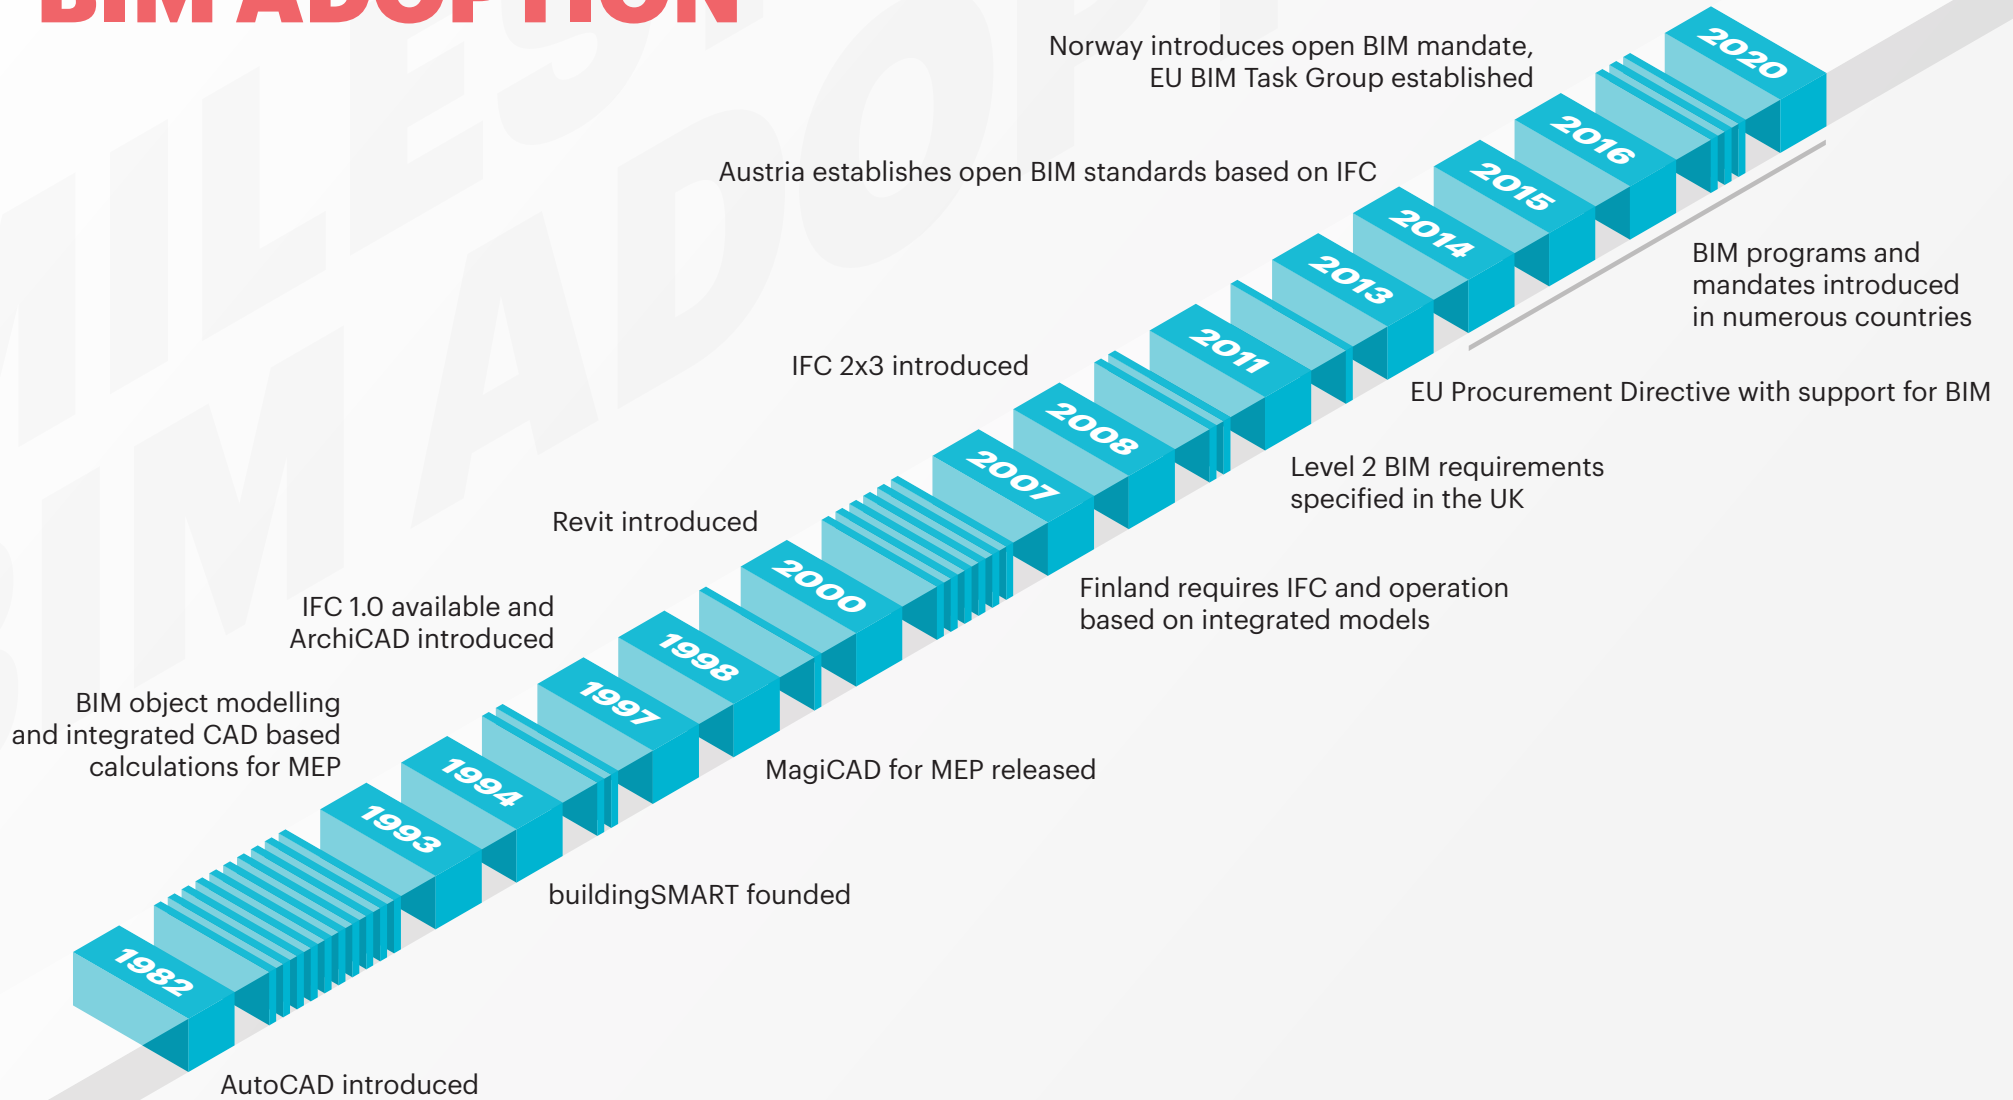 BIM ADOPTION
Norway introduces open BIM mandate,
EU BIM Task Group established
2020
2016
Austria establishes open BIM standards based on IFC
2015
2014
BIM programs and
mandates introduced
in numerous countries
2013
EU Procurement Directive with support for BIM
2011
IFC 2x3 introduced
2008
Level 2 BIM requirements
specified in the UK
2007
Revit introduced
2000
Finland requires IFC and operation
based on integrated models
IFC 1.0 available and
ArchiCAD introduced
1998
1997
MagiCAD for MEP released
BIM object modelling
and integrated CAD based
calculations for MEP
1994
1993
buildingSMART founded
1982
AutoCAD introduced